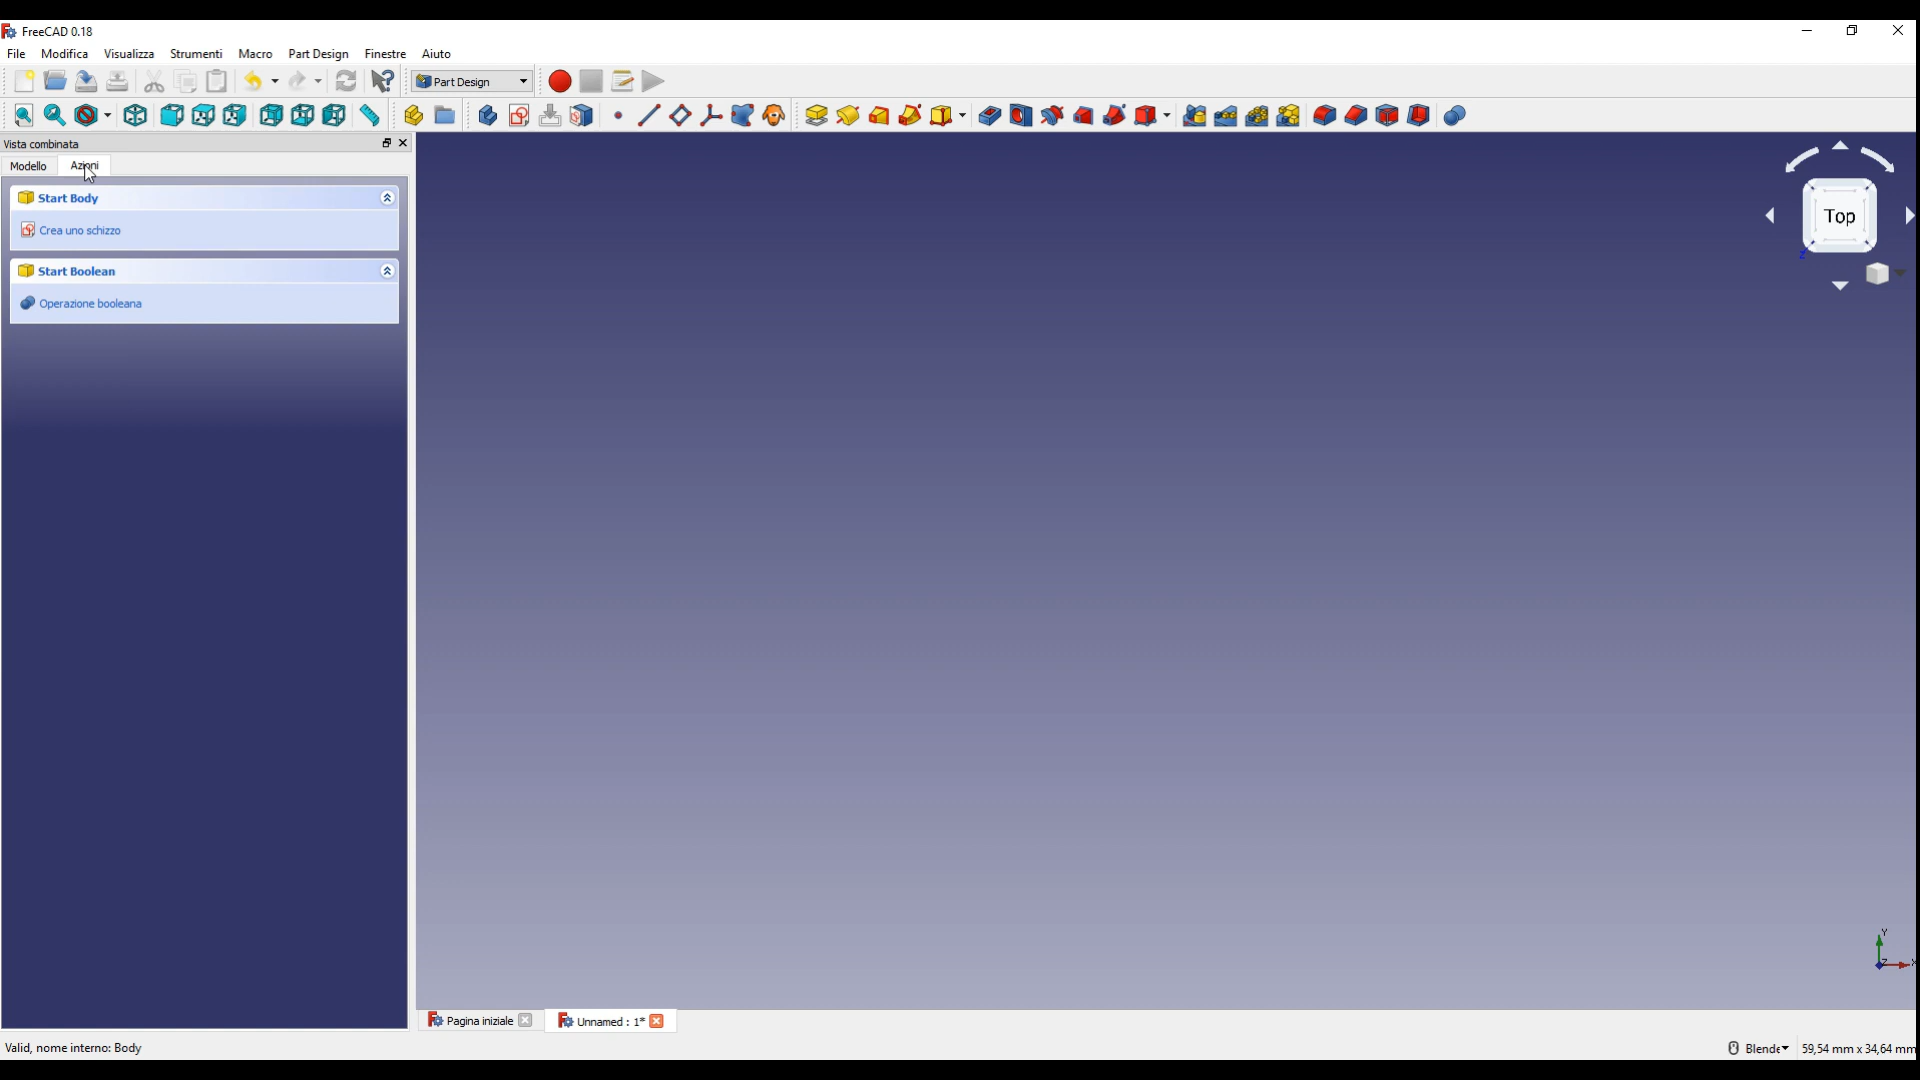 FreeCAD 0.18
File Modifica Visualizza Strumenti Macro Part Design Finestre Aiuto
Part Design
Vista combinata
Modello Azioni
Start Body
Crea uno schizzo
Start Boolean
Operazione booleana
Top
Z
Y
Z X
Pagina iniziale Unnamed : 1*
Valid, nome interno: Body Blende 59,54 mm x 34,64 mm